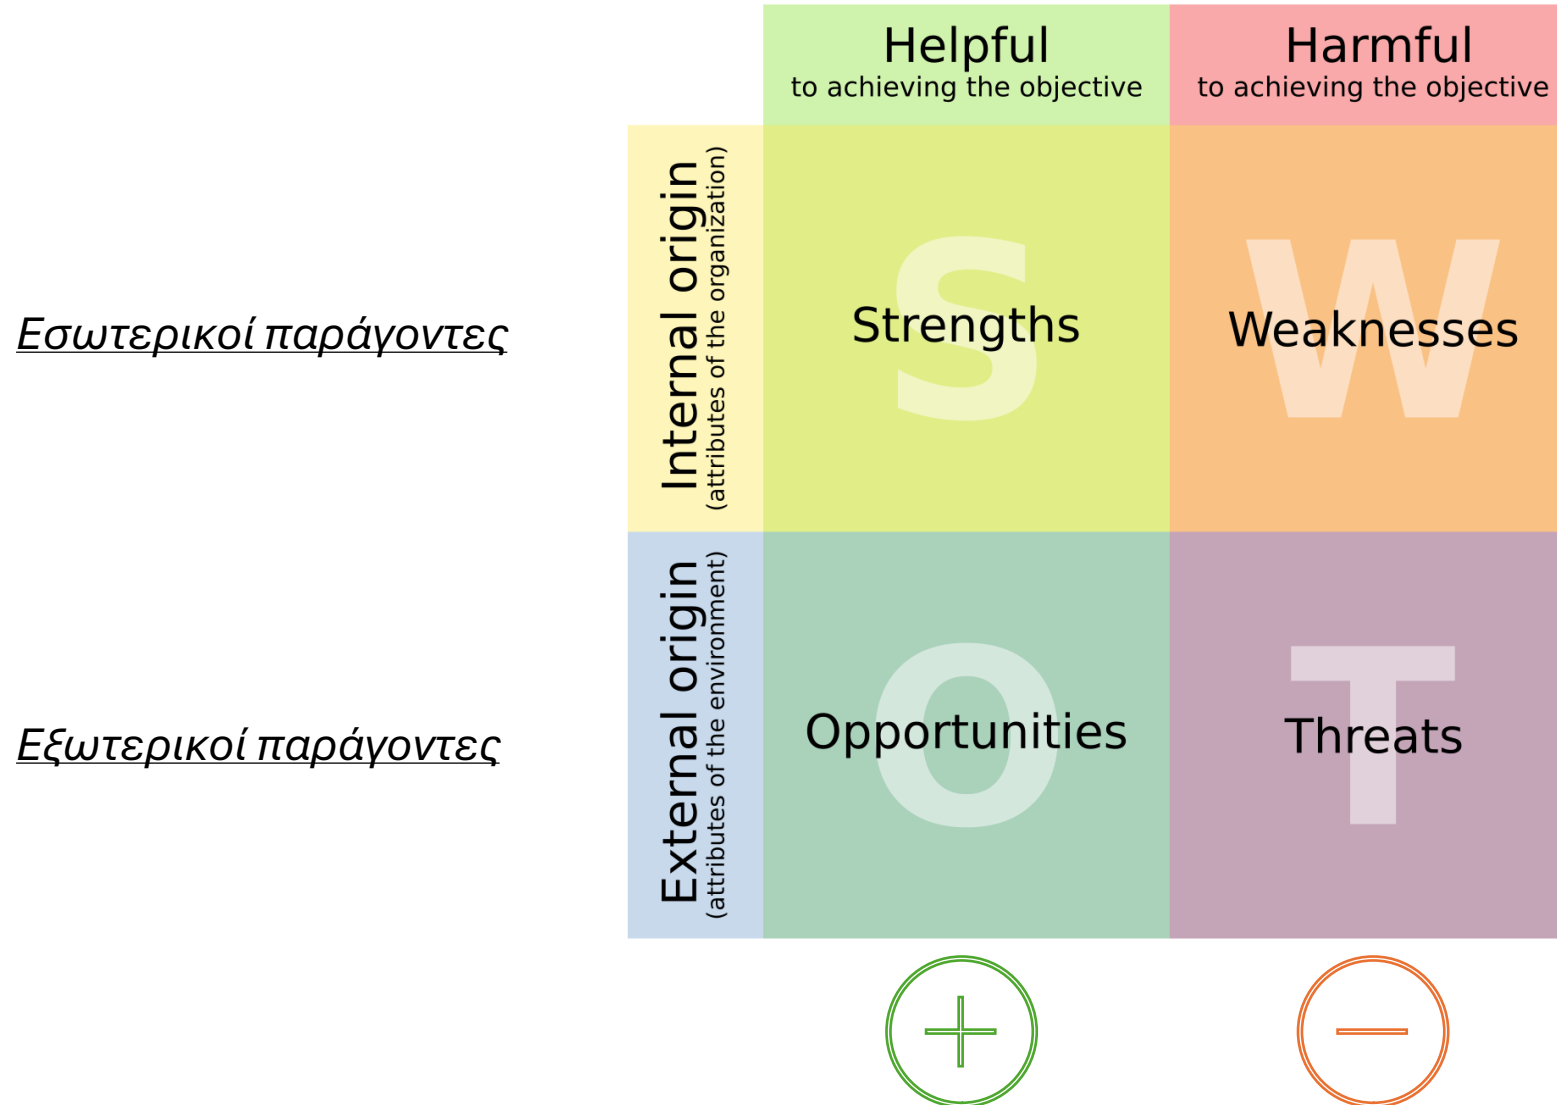 Helpful
to achieving the objective
Harmful
to achieving the objective
Εσωτερικοί παράγοντες
Internal origin
(attributes of the organization)
S
Strengths
W
Weaknesses
Εξωτερικοί παράγοντες
External origin
(attributes of the environment)
O
Opportunities
T
Threats